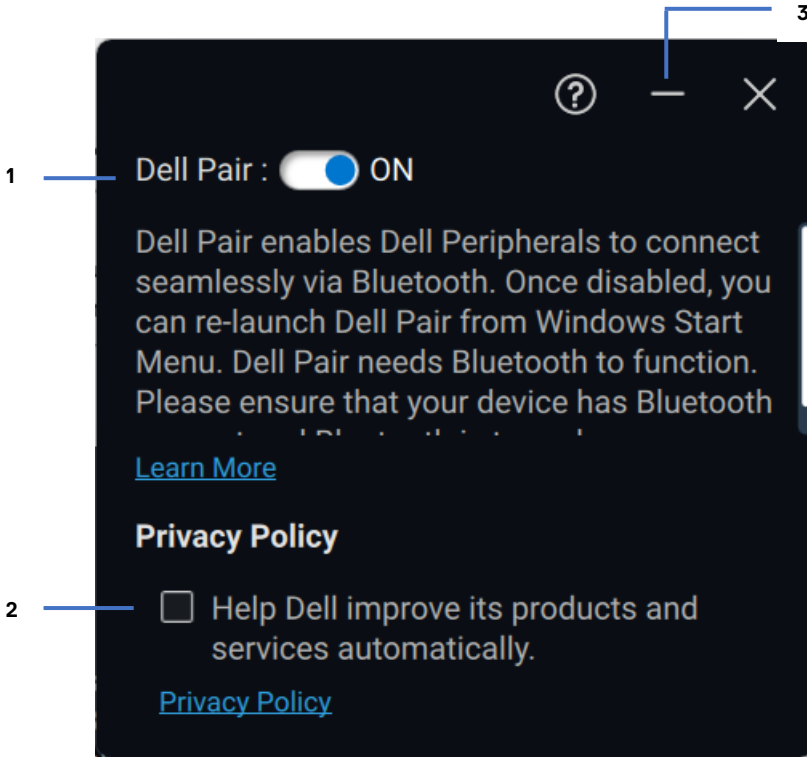 3
?
1
Dell Pair : ON
Dell Pair enables Dell Peripherals to connect
seamlessly via Bluetooth. Once disabled, you
can re-launch Dell Pair from Windows Start
Menu. Dell Pair needs Bluetooth to function.
Please ensure that your device has Bluetooth
Learn More
Privacy Policy
2
Help Dell improve its products and
services automatically.
Privacy Policy